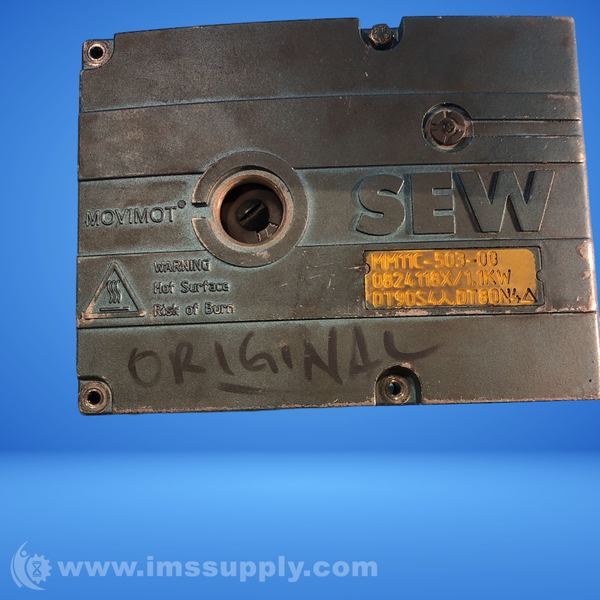 MOVIMOT®
SEW
WARNING
Hot Surface
Risk of Burn
MM11C-503-00
0824118X/1.1KW
DT90S4⅄DT80N4△
ORIGINAL
www.imssupply.com